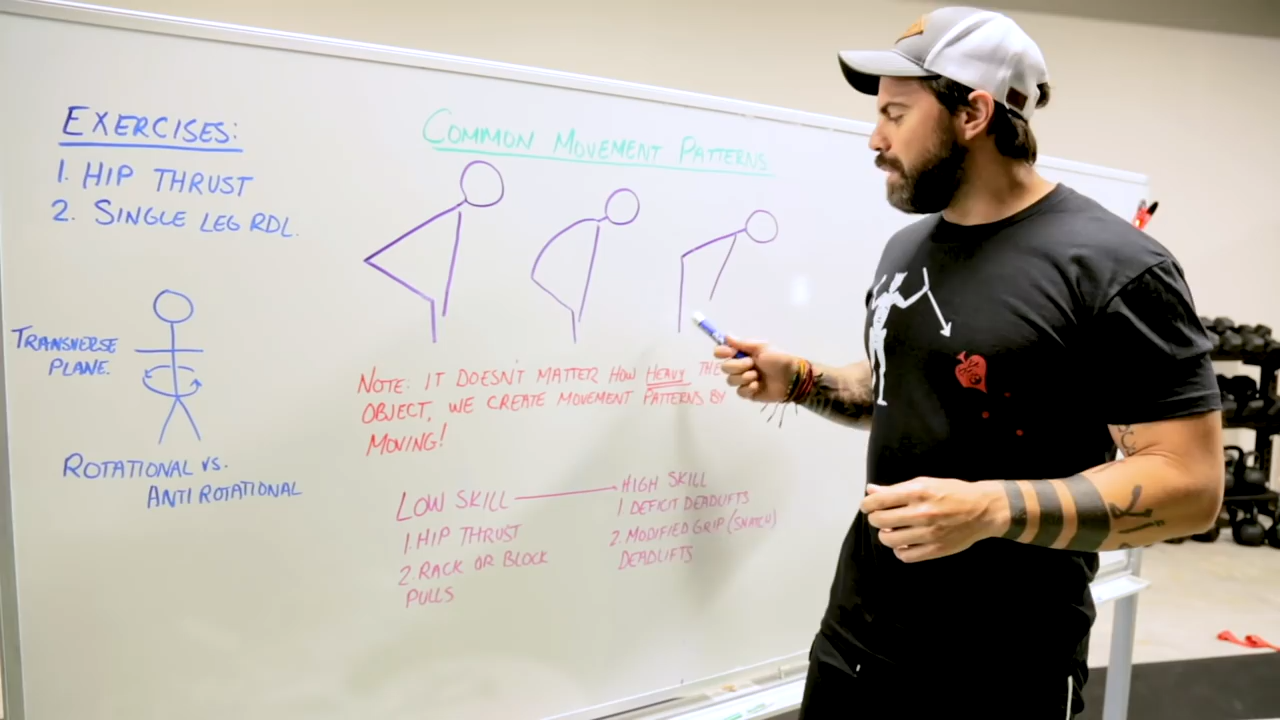 EXERCISES:
1. HIP THRUST
2. SINGLE LEG RDL.
TRANSVERSE
PLANE.
ROTATIONAL VS.
ANTI ROTATIONAL
COMMON MOVEMENT PATTERNS
NOTE: IT DOESN'T MATTER HOW HEAVY THE
OBJECT, WE CREATE MOVEMENT PATTERNS BY
MOVING!
LOW SKILL
1. HIP THRUST
2. RACK OR BLOCK
PULLS
HIGH SKILL
1. DEFICIT DEADLIFTS
2. MODIFIED GRIP (SNATCH)
DEADLIFTS